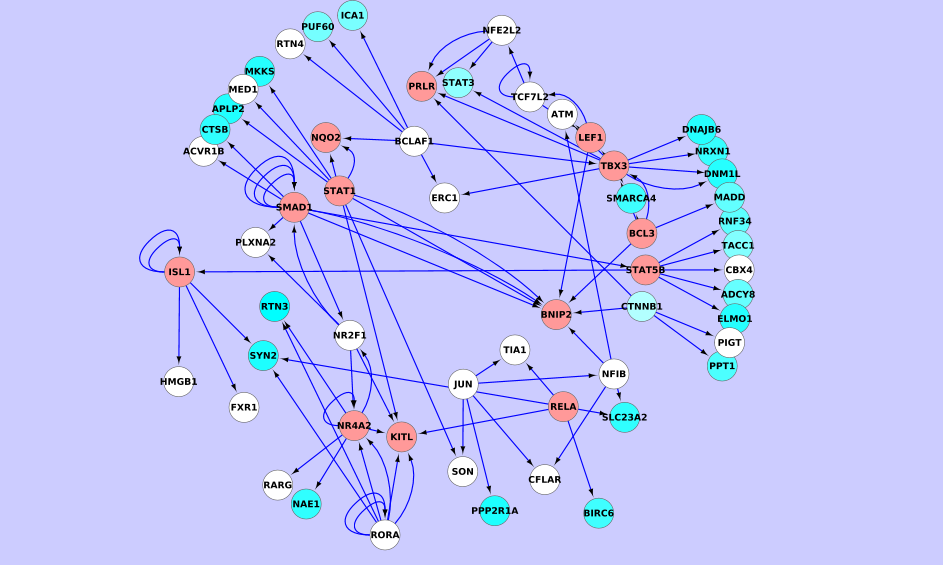 ICA1
PUF60
NFE2L2
RTN4
MKKS
STAT3
PRLR
MED1
TCF7L2
APLP2
ATM
CTSB
DNAJB6
NQO2
LEF1
BCLAF1
ACVR1B
NRXN1
TBX3
DNM1L
STAT1
ERC1
SMARCA4
MADD
SMAD1
RNF34
BCL3
PLXNA2
TACC1
ISL1
STAT5B
CBX4
ADCY8
RTN3
CTNNB1
BNIP2
ELMO1
NR2F1
PIGT
TIA1
SYN2
PPT1
NFIB
HMGB1
JUN
FXR1
RELA
SLC23A2
NR4A2
KITL
SON
CFLAR
RARG
NAE1
PPP2R1A
BIRC6
RORA